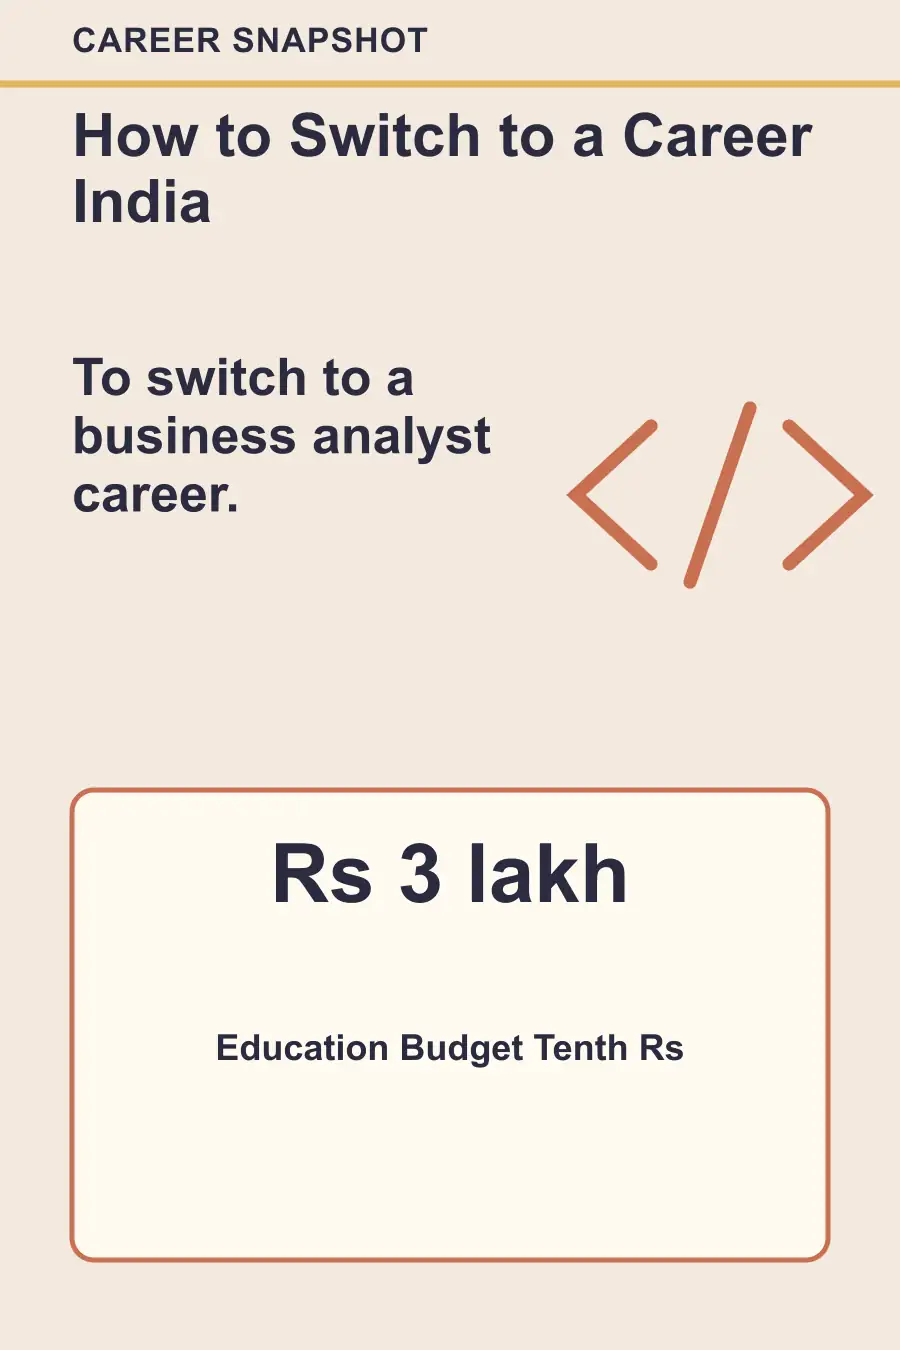 CAREER SNAPSHOT
How to Switch to a Career
India
To switch to a
business analyst
career.
Rs 3 lakh
Education Budget Tenth Rs